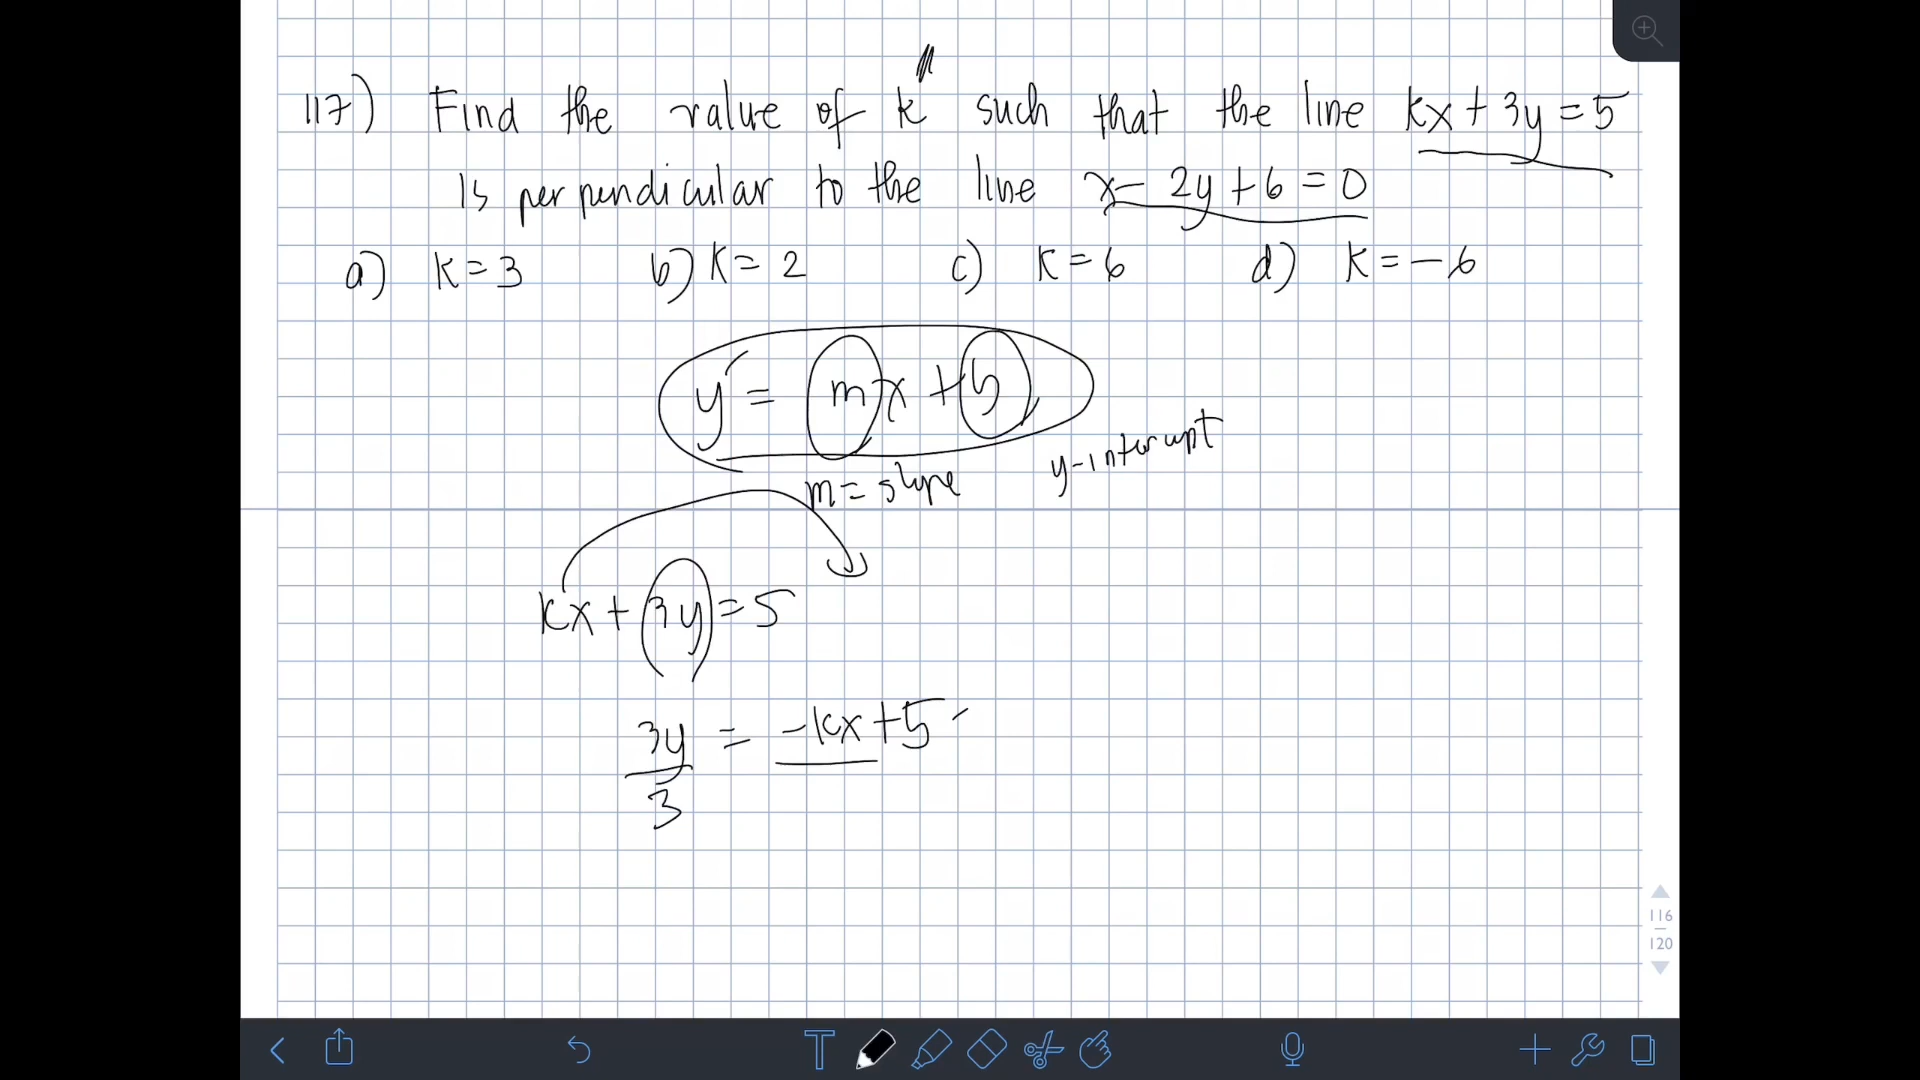 117) Find the value of k such that the line kx + 3y = 5
is perpendicular to the line x - 2y + 6 = 0
a) k = 3 b) k = 2 c) k = 6 d) k = -6
y = mx + b
m = slope y-intercept
kx + 3y = 5
3y = -kx + 5
3
116
120
T